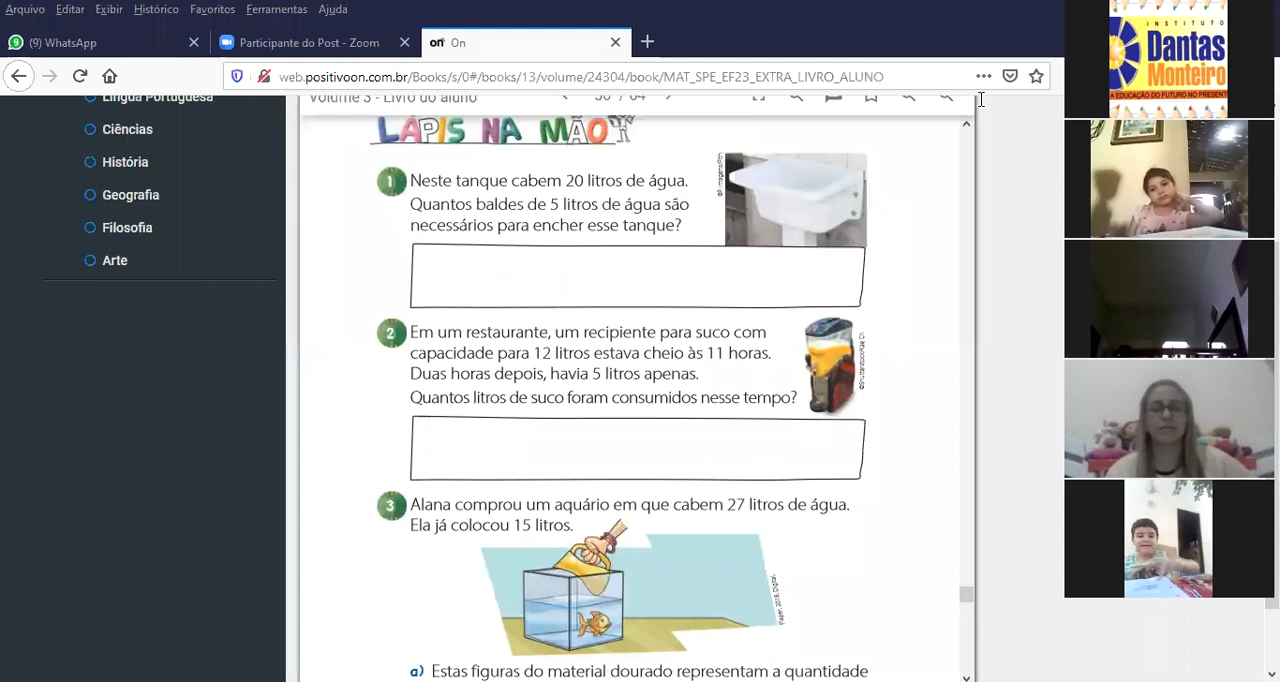 Arquivo Editar Exibir Histórico Favoritos Ferramentas Ajuda
9 (9) WhatsApp
Participante do Post - Zoom
on On
web.positivoon.com.br/Books/s/0#/books/13/volume/24304/book/MAT_SPE_EF23_EXTRA_LIVRO_ALUNO
Língua Portuguesa
Ciências
História
Geografia
Filosofia
Arte
Volume 3 - Livro do aluno
LÁPIS NA MÃO
1 Neste tanque cabem 20 litros de água.
Quantos baldes de 5 litros de água são
necessários para encher esse tanque?
2 Em um restaurante, um recipiente para suco com
capacidade para 12 litros estava cheio às 11 horas.
Duas horas depois, havia 5 litros apenas.
Quantos litros de suco foram consumidos nesse tempo?
3 Alana comprou um aquário em que cabem 27 litros de água.
Ela já colocou 15 litros.
a) Estas figuras do material dourado representam a quantidade
INSTITUTO
Dantas
Monteiro
A EDUCAÇÃO DO FUTURO NO PRESENT